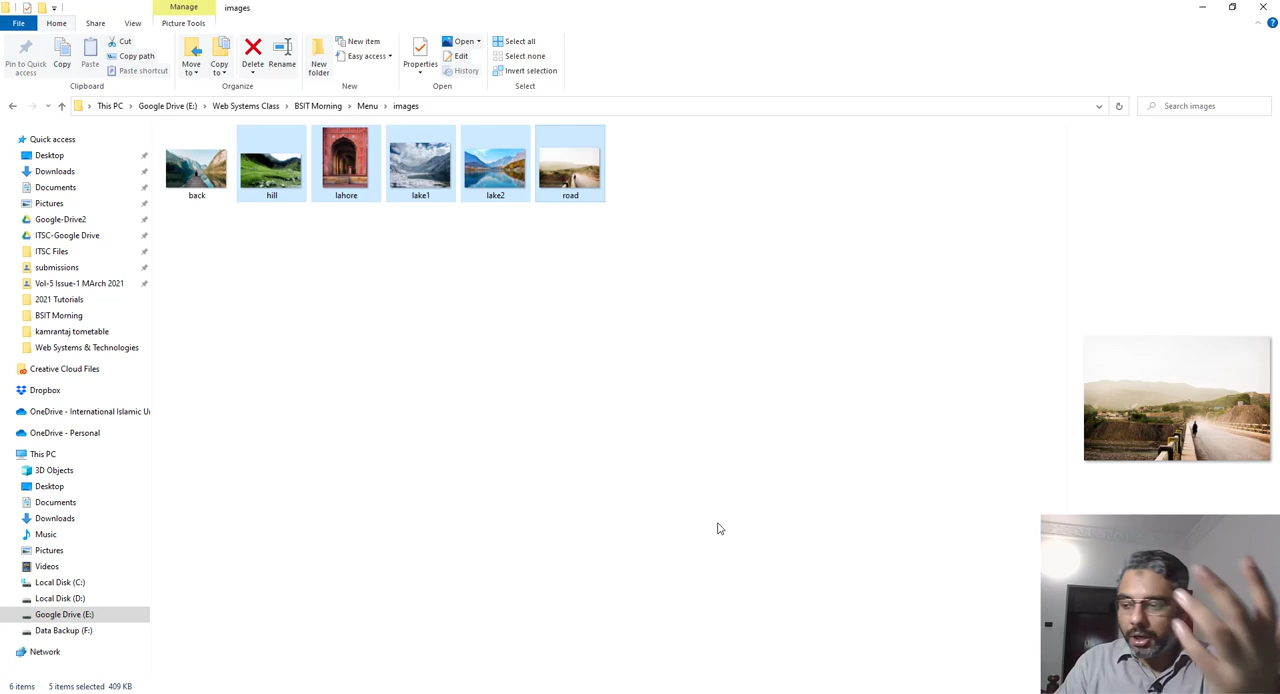 Manage
images
File
Home
Share
View
Picture Tools
Pin to Quick access
Copy
Paste
Cut
Copy path
Paste shortcut
Clipboard
Move to
Copy to
Delete
Rename
Organize
New folder
New item
Easy access
New
Properties
Open
Edit
History
Open
Select all
Select none
Invert selection
Select
This PC > Google Drive (E:) > Web Systems Class > BSIT Morning > Menu > images
Search images
Quick access
Desktop
Downloads
Documents
Pictures
Google-Drive2
ITSC-Google Drive
ITSC Files
submissions
Vol-5 Issue-1 MArch 2021
2021 Tutorials
BSIT Morning
kamrantaj tometable
Web Systems & Technologies
Creative Cloud Files
Dropbox
OneDrive - International Islamic Un
OneDrive - Personal
This PC
3D Objects
Desktop
Documents
Downloads
Music
Pictures
Videos
Local Disk (C:)
Local Disk (D:)
Google Drive (E:)
Data Backup (F:)
Network
back
hill
lahore
lake1
lake2
road
6 items
5 items selected 409 KB